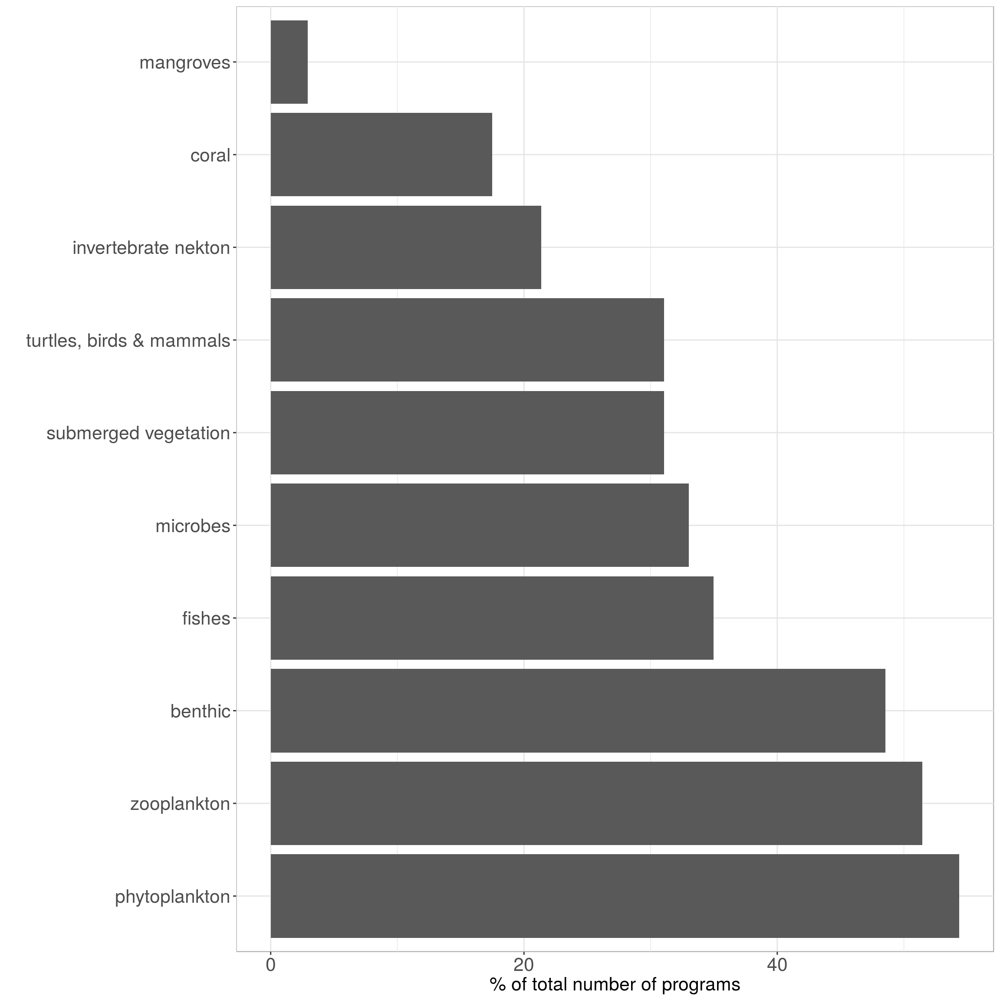 mangroves
coral
invertebrate nekton
turtles, birds & mammals
submerged vegetation
microbes
fishes
benthic
zooplankton
phytoplankton
0 20 40
% of total number of programs